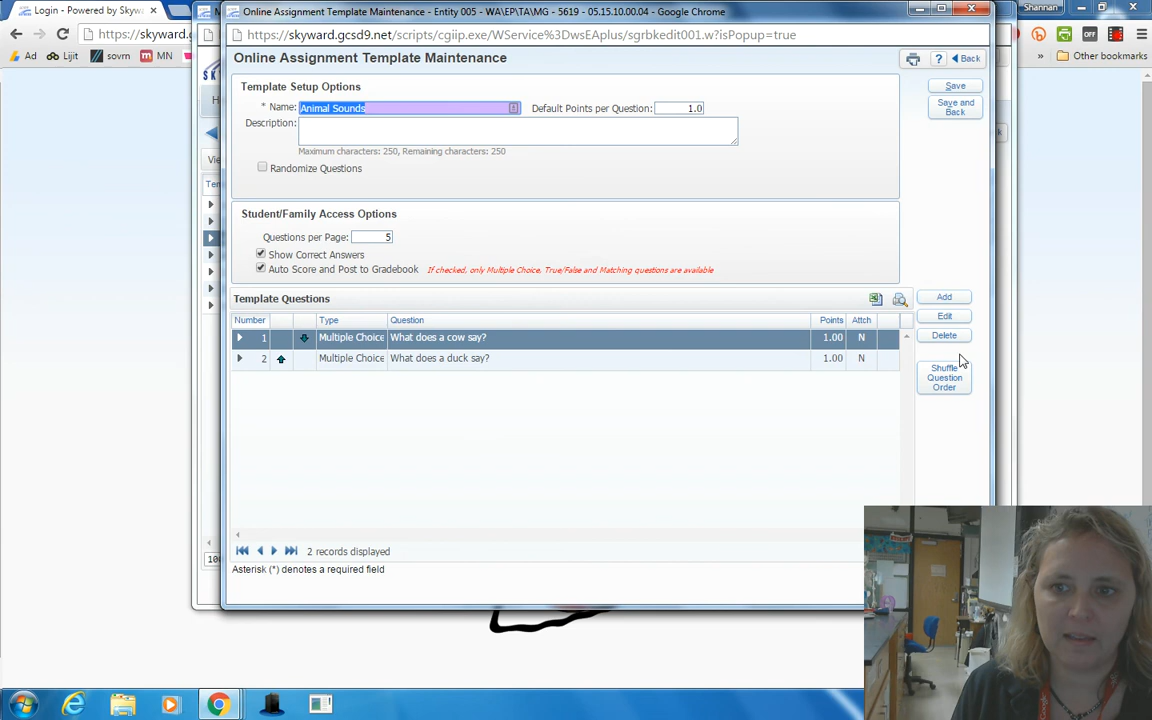 Login - Powered by Skyw
Online Assignment Template Maintenance - Entity 005 - WA\EP\TA\MG - 5619 - 05.15.10.00.04 - Google Chrome
Shannan
https://skyward.g
https://skyward.gcsd9.net/scripts/cgiip.exe/WService%3DwsEAplus/sgrbkedit001.w?isPopup=true
Ad
Lijit
sovrn
MN
OFF
» Other bookmarks
Online Assignment Template Maintenance
? Back
Template Setup Options
* Name: Animal Sounds
Default Points per Question: 1.0
Description:
Maximum characters: 250, Remaining characters: 250
Randomize Questions
Save
Save and
Back
Student/Family Access Options
Questions per Page: 5
Show Correct Answers
Auto Score and Post to Gradebook If checked, only Multiple Choice, True/False and Matching questions are available
Template Questions
Number Type Question Points Attch
1 Multiple Choice What does a cow say? 1.00 N
2 Multiple Choice What does a duck say? 1.00 N
Add
Edit
Delete
Shuffle
Question
Order
2 records displayed
Asterisk (*) denotes a required field